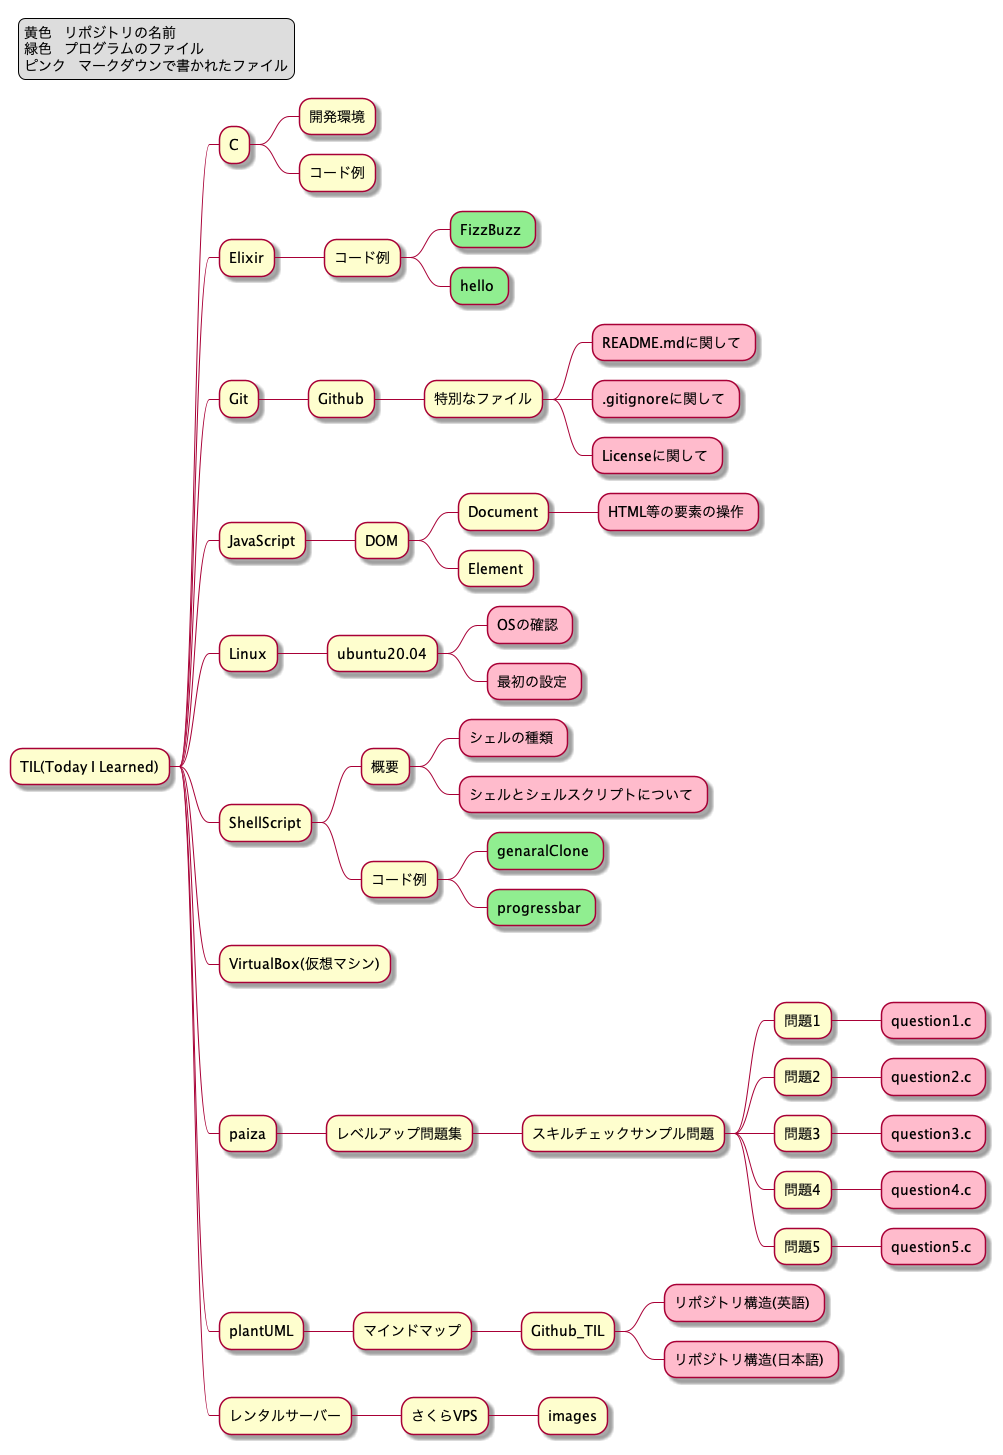 黄色　リポジトリの名前
緑色　プログラムのファイル
ピンク　マークダウンで書かれたファイル
TIL(Today I Learned)
C
開発環境
コード例
Elixir
コード例
FizzBuzz
hello
Git
Github
特別なファイル
README.mdに関して
.gitignoreに関して
Licenseに関して
JavaScript
DOM
Document
HTML等の要素の操作
Element
Linux
ubuntu20.04
OSの確認
最初の設定
ShellScript
概要
シェルの種類
シェルとシェルスクリプトについて
コード例
genaralClone
progressbar
VirtualBox(仮想マシン)
paiza
レベルアップ問題集
スキルチェックサンプル問題
問題1
question1.c
問題2
question2.c
問題3
question3.c
問題4
question4.c
問題5
question5.c
plantUML
マインドマップ
Github_TIL
リポジトリ構造(英語)
リポジトリ構造(日本語)
レンタルサーバー
さくらVPS
images